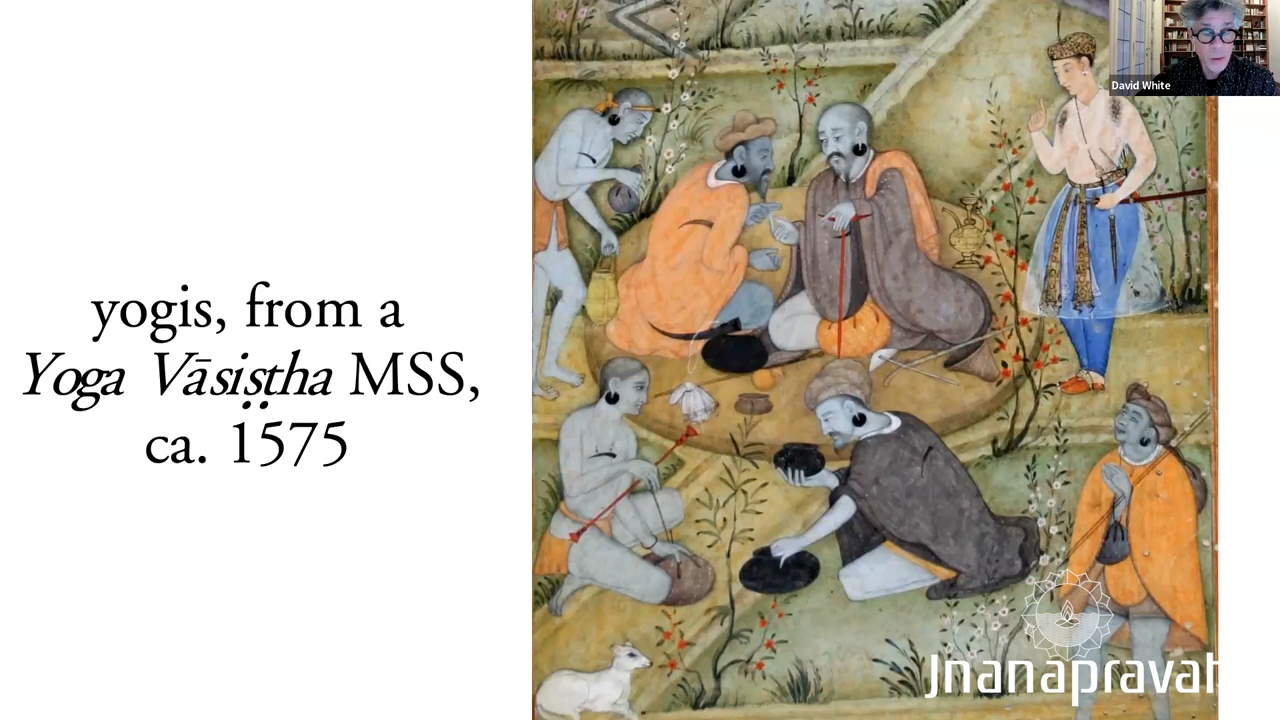 yogis, from a
Yoga Vāsiṣṭha MSS,
ca. 1575
David White
Jnanapravah